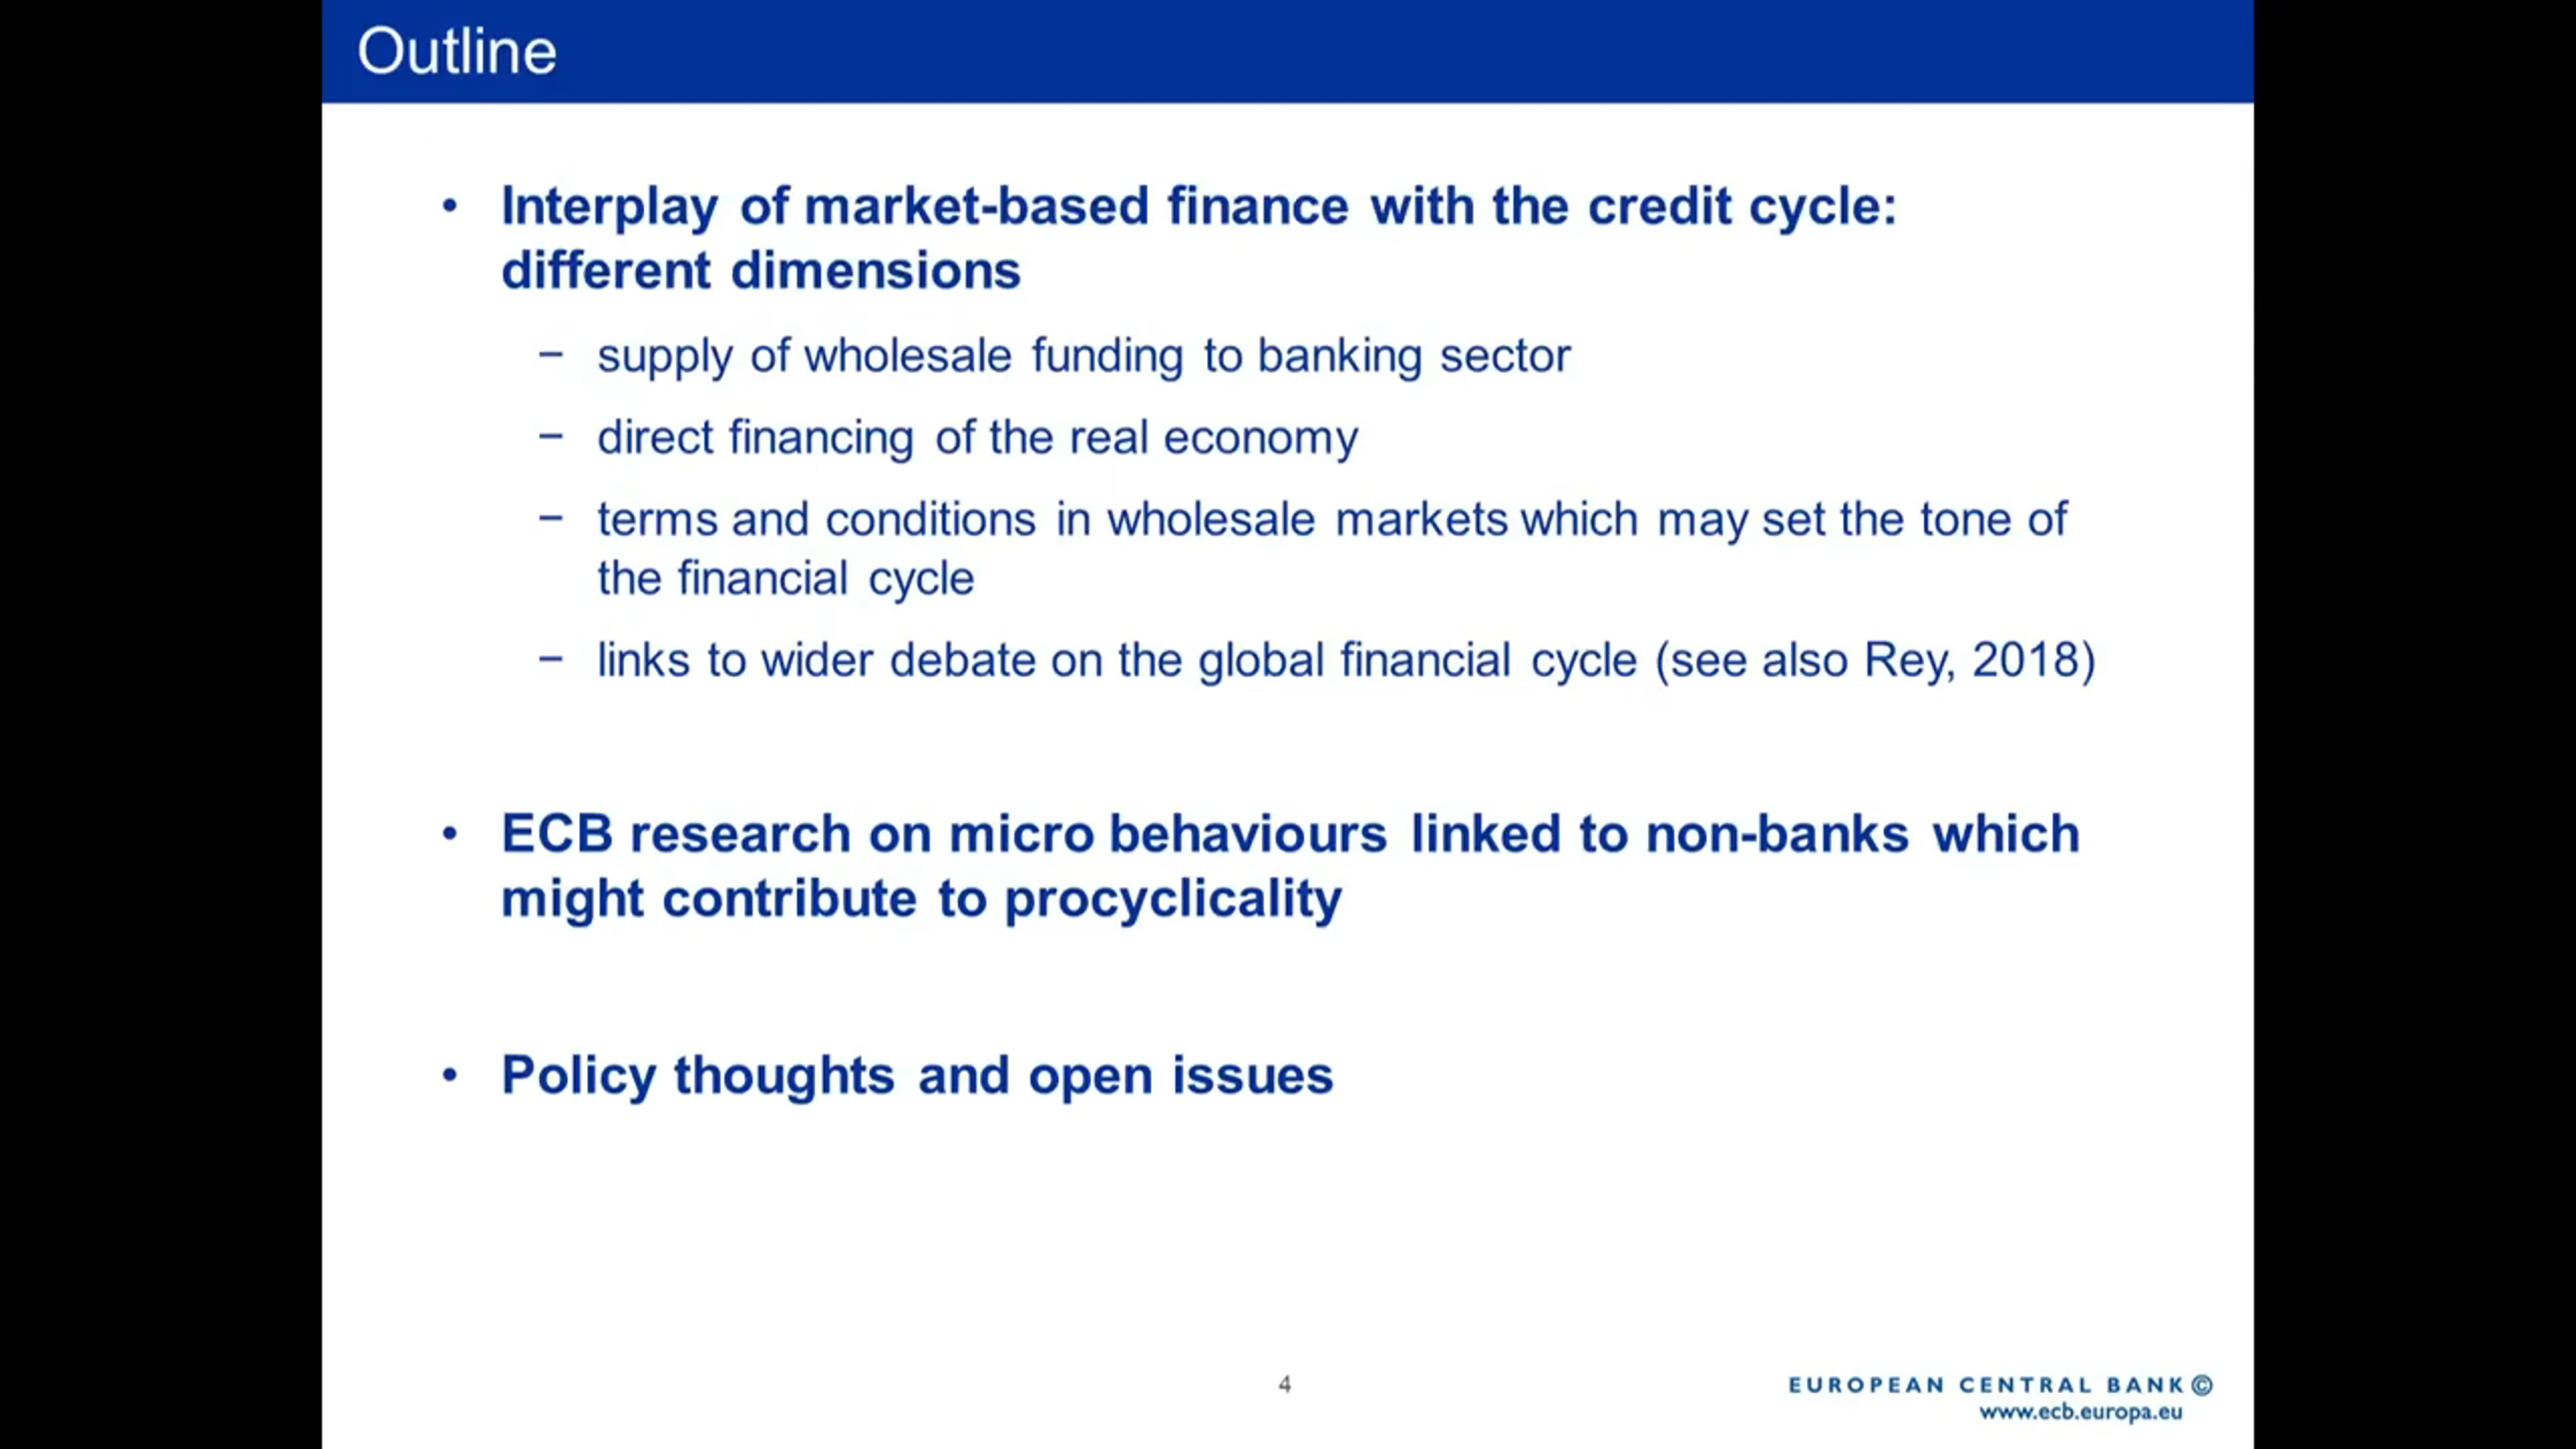 Outline
• Interplay of market-based finance with the credit cycle:
different dimensions
– supply of wholesale funding to banking sector
– direct financing of the real economy
– terms and conditions in wholesale markets which may set the tone of
the financial cycle
– links to wider debate on the global financial cycle (see also Rey, 2018)
• ECB research on micro behaviours linked to non-banks which
might contribute to procyclicality
• Policy thoughts and open issues
4
EUROPEAN CENTRAL BANK ©
www.ecb.europa.eu